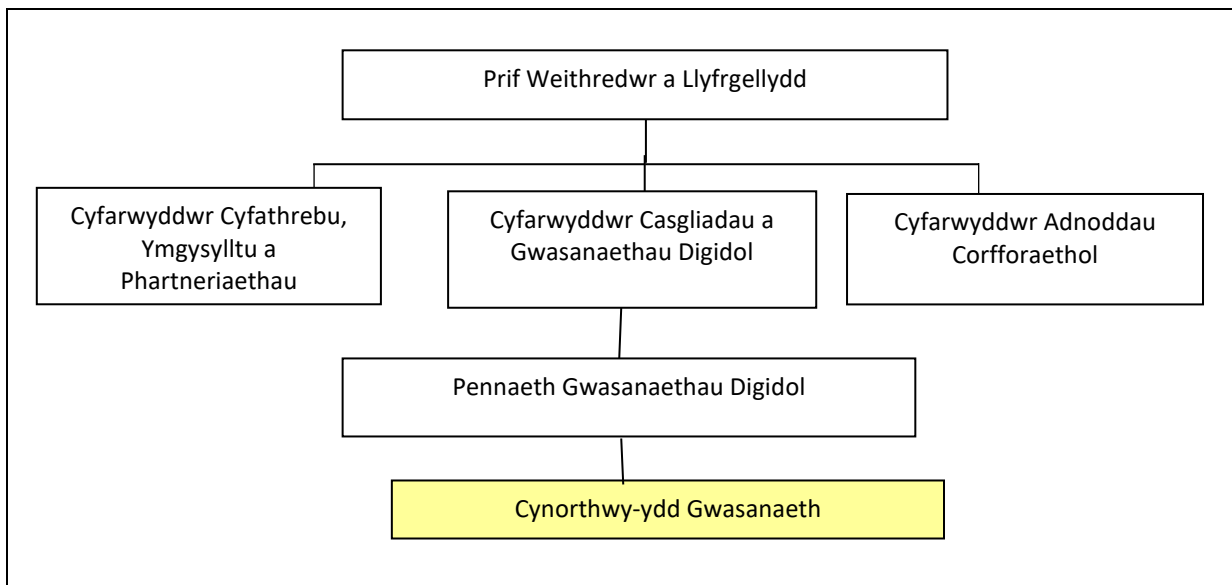 Prif Weithredwr a Llyfrgellydd
Cyfarwyddwr Cyfathrebu,
Ymgysylltu a
Phartneriaethau
Cyfarwyddwr Casgliadau a
Gwasanaethau Digidol
Cyfarwyddwr Adnoddau
Corfforaethol
Pennaeth Gwasanaethau Digidol
Cynorthwy-ydd Gwasanaeth